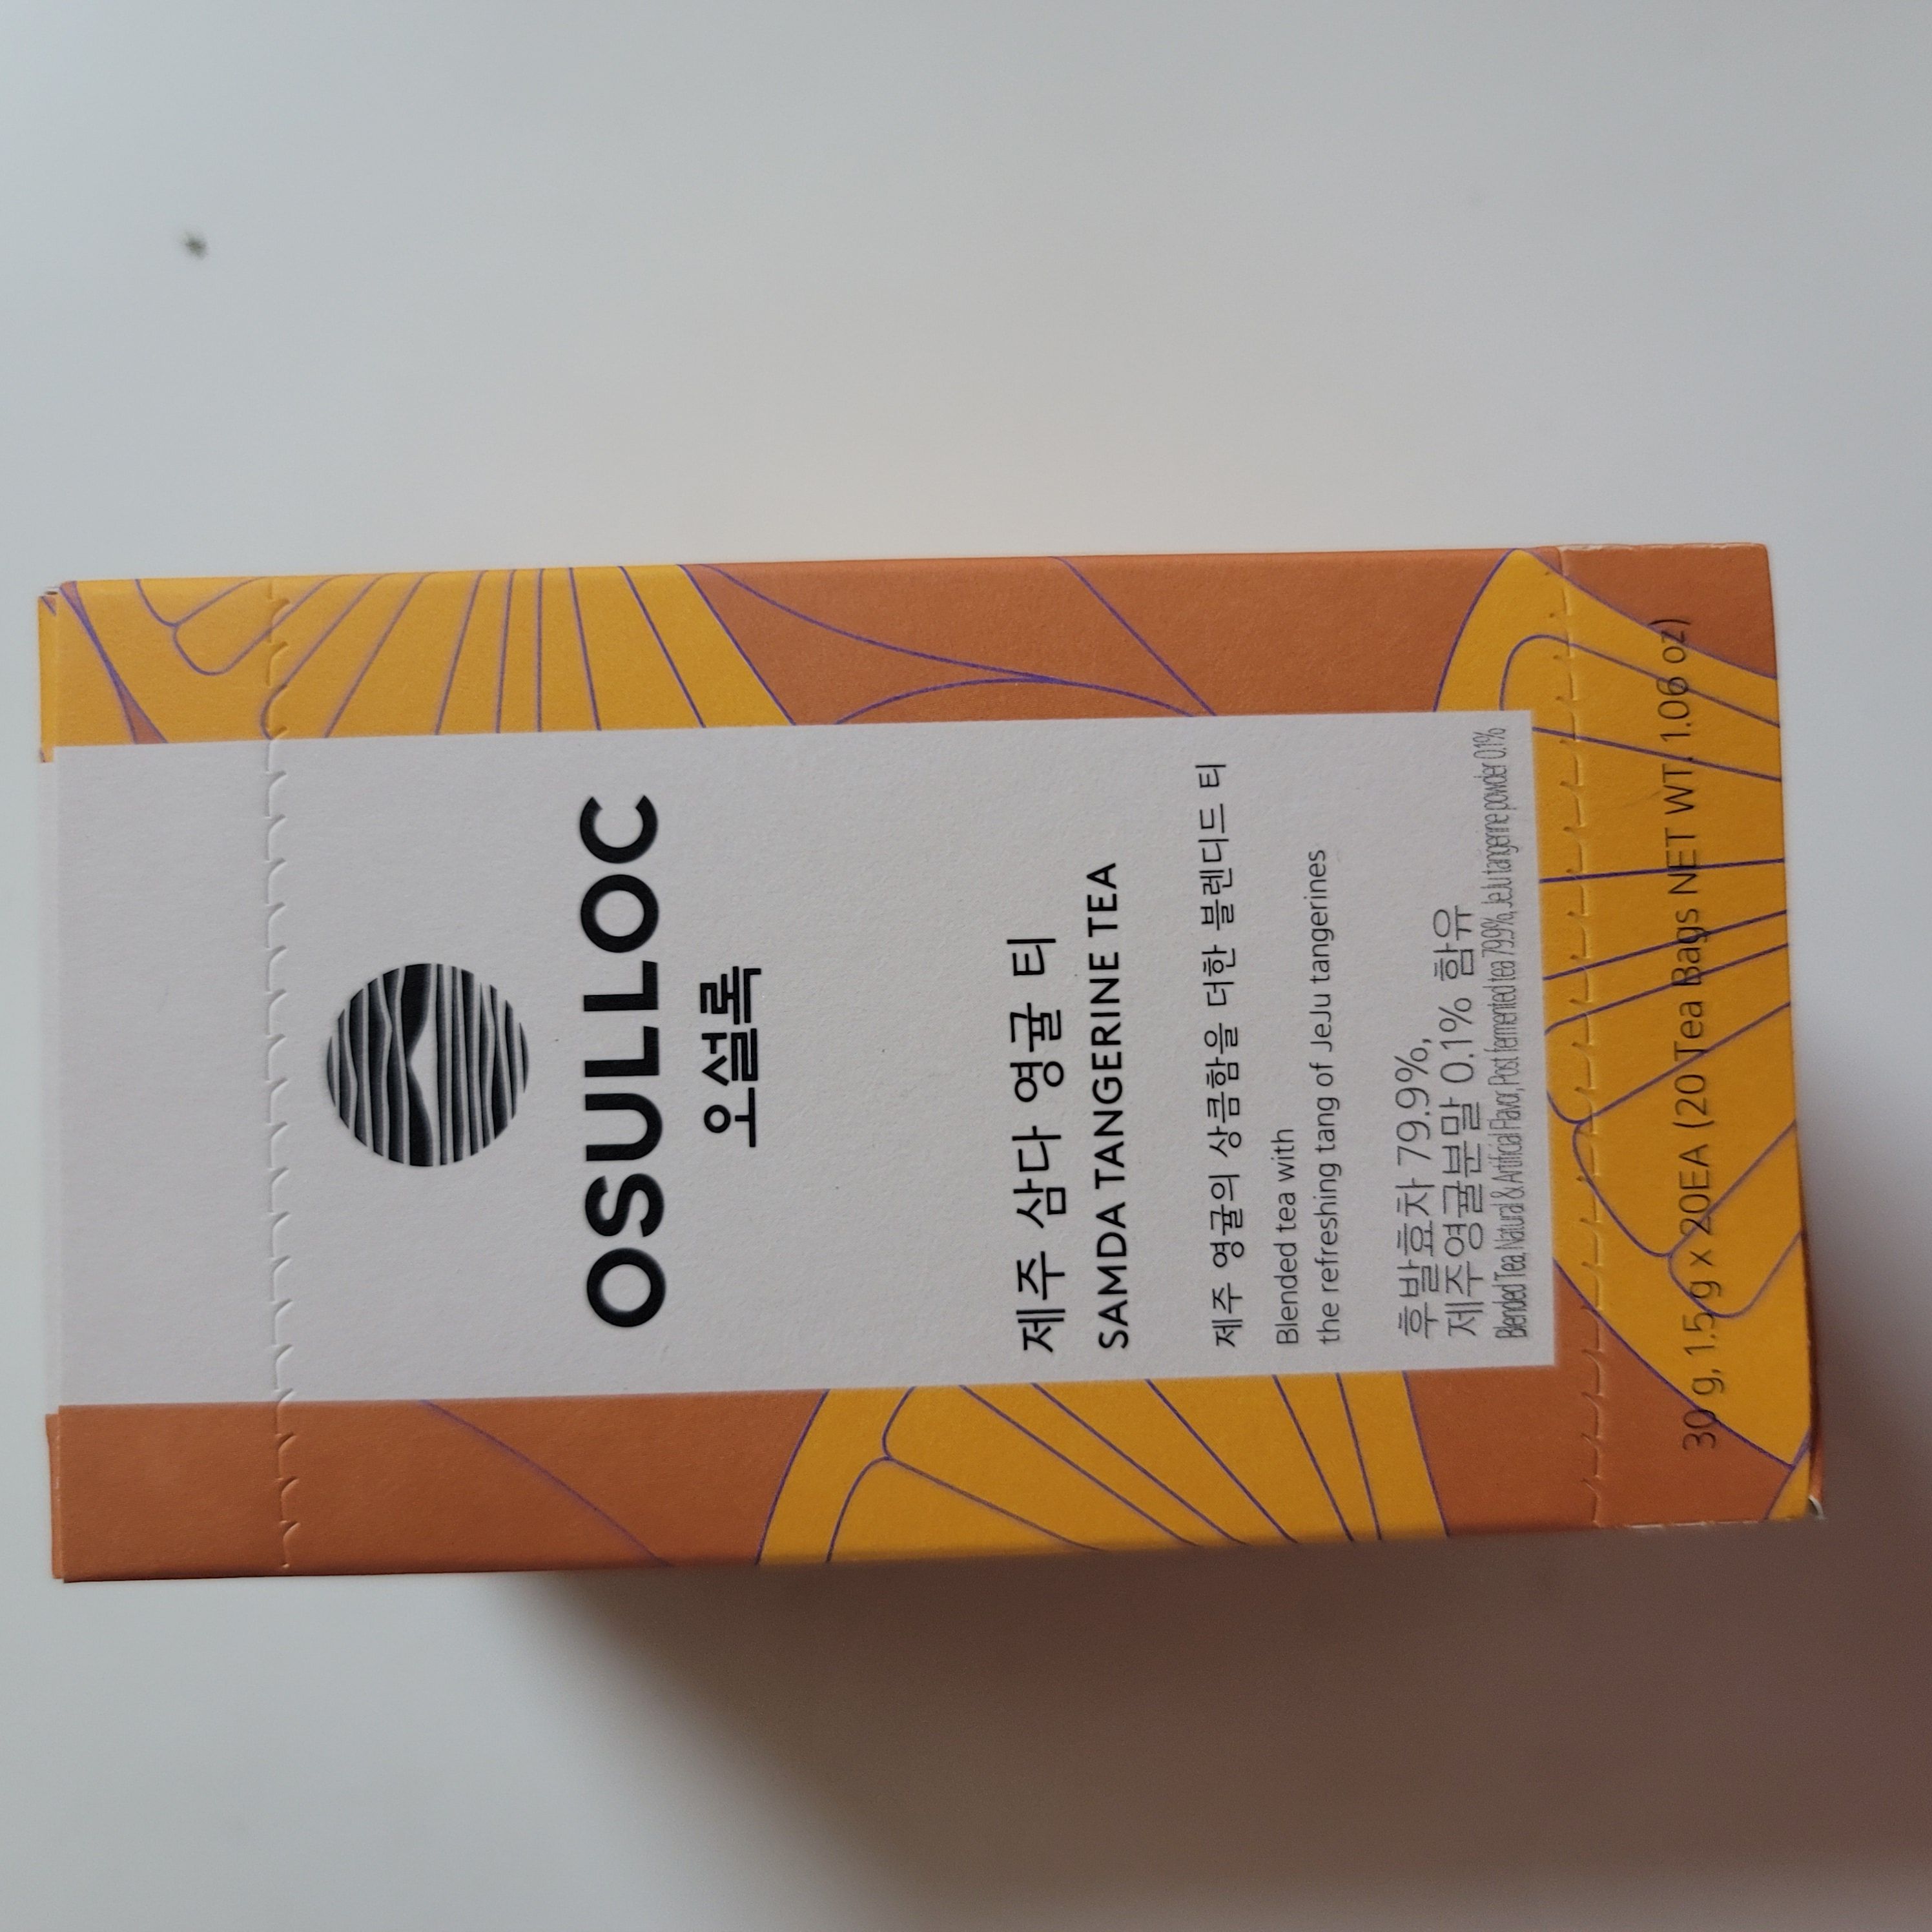 OSULLOC
오설록
제주 삼다 영귤 티
SAMDA TANGERINE TEA
제주 영귤의 상큼함을 더한 블렌디드 티
Blended tea with
the refreshing tang of JeJu tangerines
후발효차 79.9%,
제주영귤분말 0.1% 함유
Blended Tea, Natural & Artificial Flavor, Post fermented tea 79.9%, JeJu tangerine powder 0.1%
30 g, 1.5 g x 20EA (20 Tea Bags NET WT. 1.06 oz)